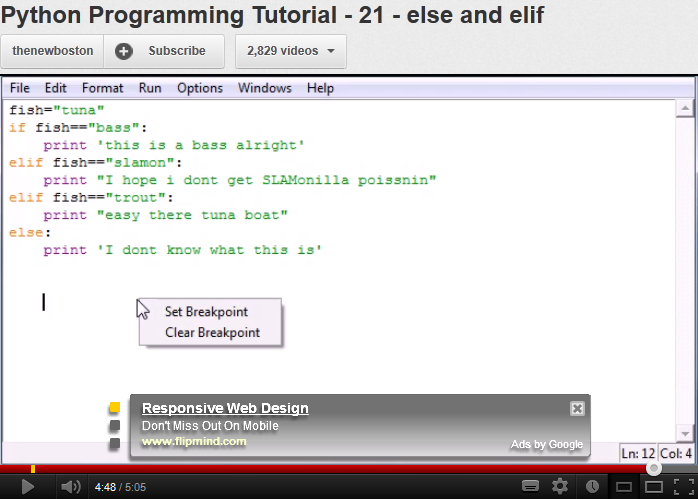 Python Programming Tutorial - 21 - else and elif
thenewboston Subscribe 2,829 videos
File Edit Format Run Options Windows Help
fish="tuna"
if fish=="bass":
    print 'this is a bass alright'
elif fish=="slamon":
    print "I hope i dont get SLAMonilla poissnin"
elif fish=="trout":
    print "easy there tuna boat"
else:
    print 'I dont know what this is'
Set Breakpoint
Clear Breakpoint
Responsive Web Design
Don't Miss Out On Mobile
www.flipmind.com
Ads by Google
Ln: 12 Col: 4
4:48 / 5:05